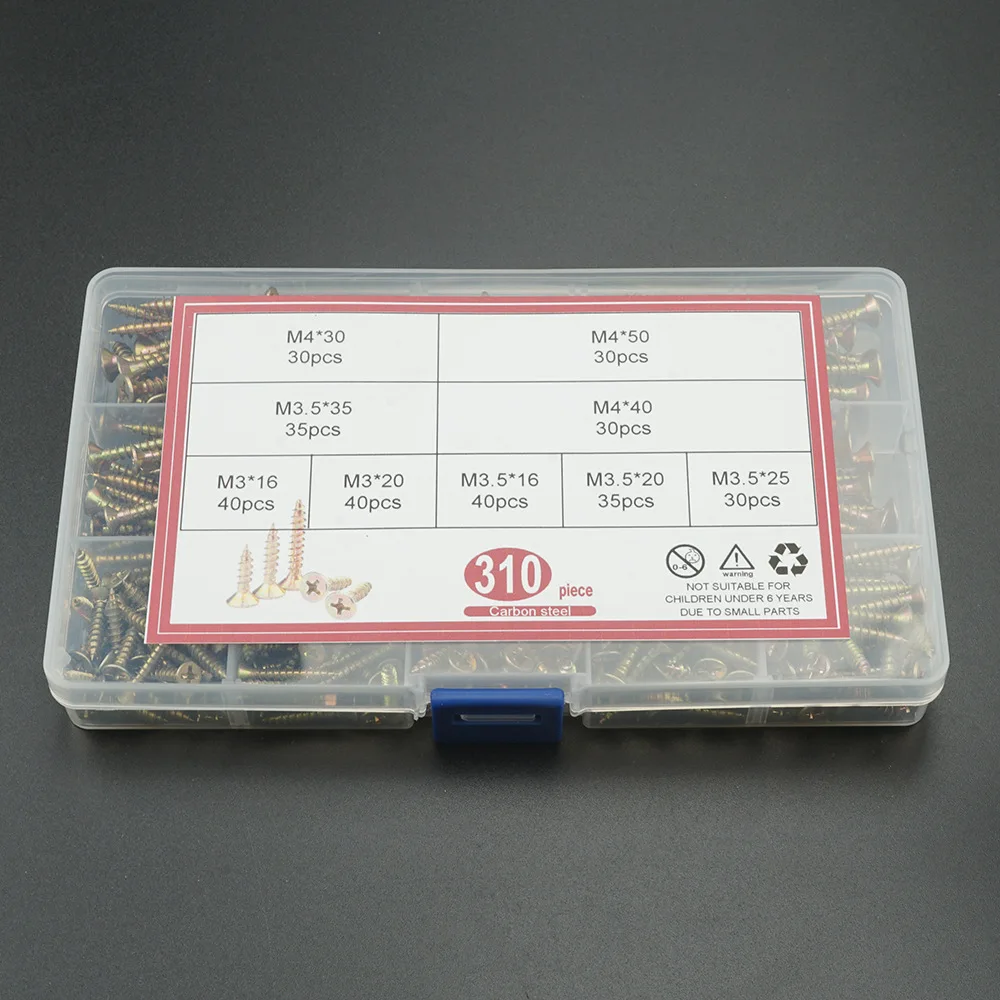 M4*30
30pcs
M4*50
30pcs
M3.5*35
35pcs
M4*40
30pcs
M3*16
40pcs
M3*20
40pcs
M3.5*16
40pcs
M3.5*20
35pcs
M3.5*25
30pcs
310 piece
Carbon steel
0-6
warning
NOT SUITABLE FOR
CHILDREN UNDER 6 YEARS
DUE TO SMALL PARTS